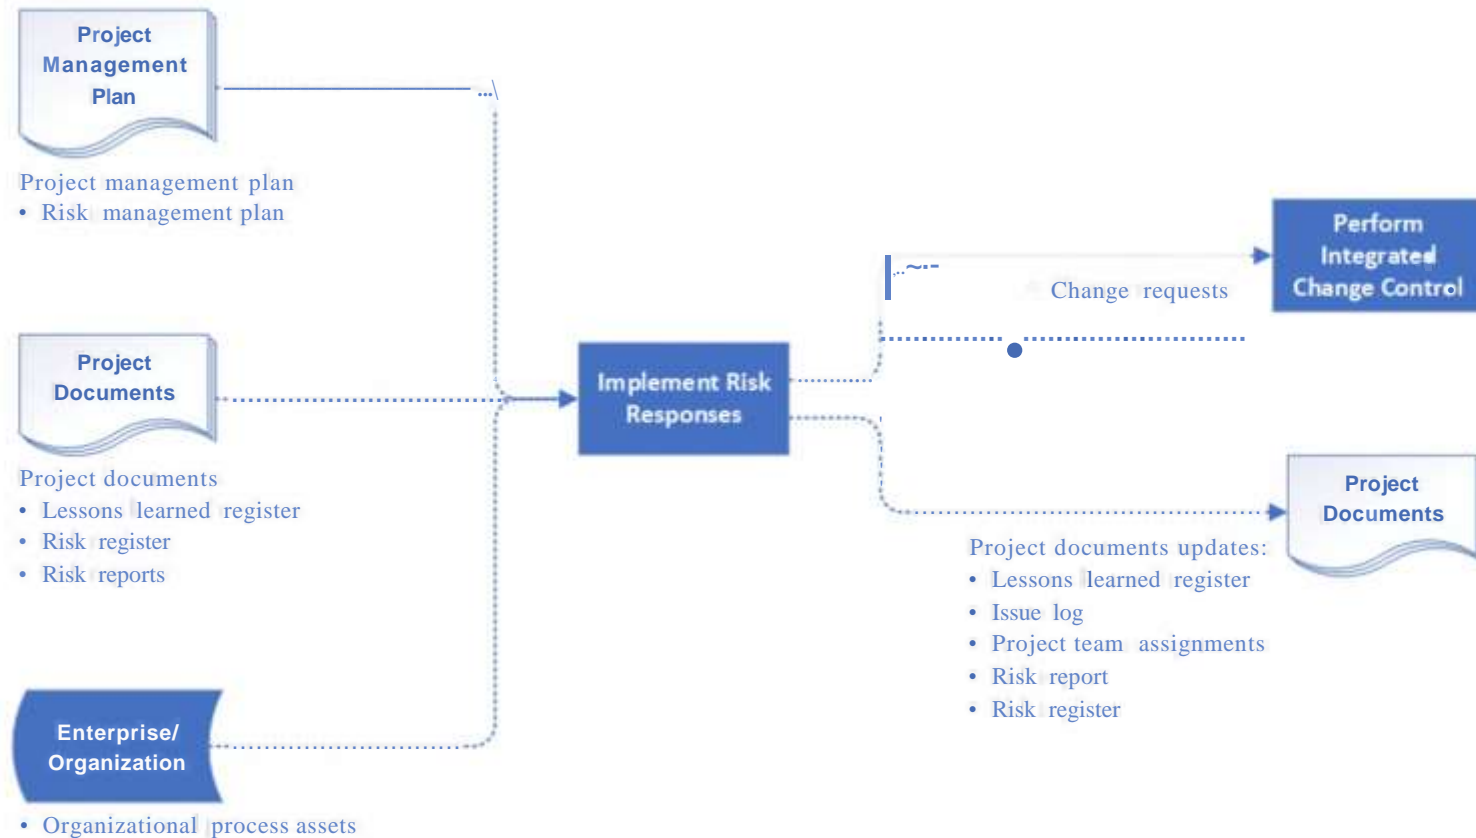 Project
Management
Plan
Project management plan
• Risk management plan
Project
Documents
Project documents
• Lessons learned register
• Risk register
• Risk reports
Enterprise/
Organization
• Organizational process assets
Implement Risk
Responses
Perform
Integrated
Change Control
Change requests
Project
Documents
Project documents updates:
• Lessons learned register
• Issue log
• Project team assignments
• Risk report
• Risk register